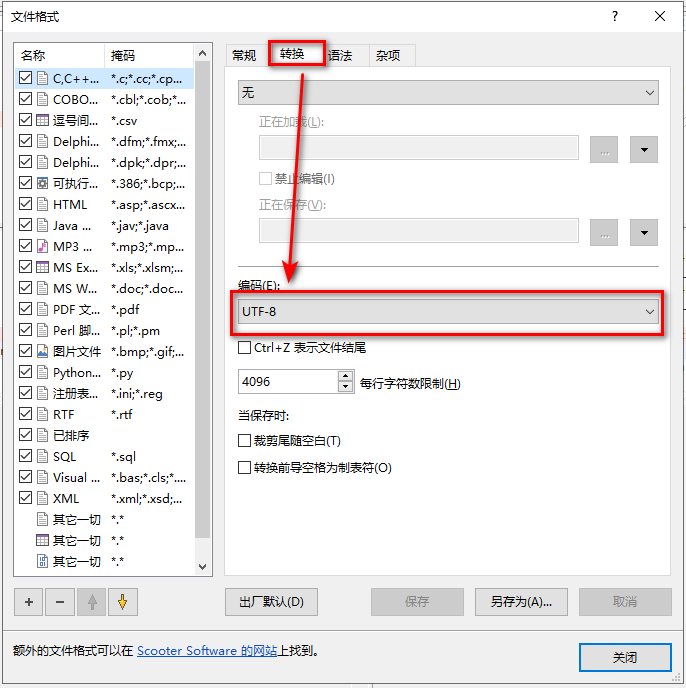 文件格式
名称 掩码
C,C++... *.c;*.cc;*.cp...
COBO... *.cbl;*.cob;*...
逗号间... *.csv
Delphi... *.dfm;*.fmx;...
Delphi... *.dpk;*.dpr;...
可执行... *.386;*.bcp;...
HTML *.asp;*.ascx...
Java ... *.jav;*.java
MP3 ... *.mp3;*.mp...
MS Ex... *.xls;*.xlsm;...
MS W... *.doc;*.doc...
PDF 文... *.pdf
Perl 脚... *.pl;*.pm
图片文件 *.bmp;*.gif;...
Python... *.py
注册表... *.ini;*.reg
RTF *.rtf
已排序
SQL *.sql
Visual ... *.bas;*.cls;*....
XML *.xml;*.xsd;...
其它一切 *.*
其它一切 *.*
其它一切 *.*
常规 转换 语法 杂项
无
正在加载(L):
...
禁止编辑(I)
正在保存(V):
...
编码(E):
UTF-8
Ctrl+Z 表示文件结尾
4096 每行字符数限制(H)
当保存时:
裁剪尾随空白(T)
转换前导空格为制表符(O)
出厂默认(D) 保存 另存为(A)... 取消
额外的文件格式可以在 Scooter Software 的网站上找到。
关闭